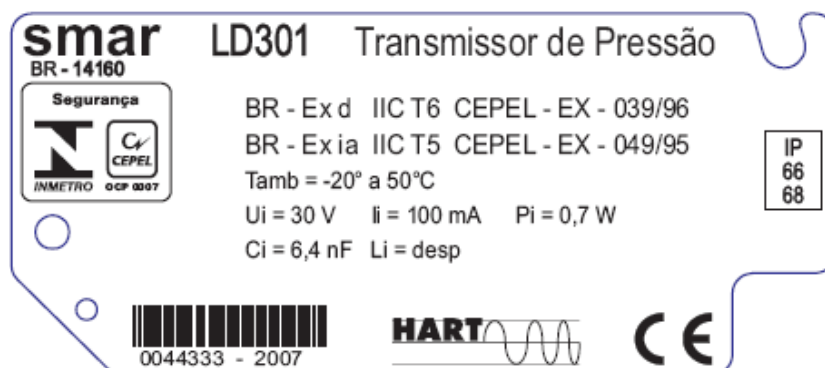 smar LD301 Transmissor de Pressão
BR - 14160
Segurança
INMETRO
CEPEL
OCP 0007
BR - Ex d IIC T6 CEPEL - EX - 039/96
BR - Ex ia IIC T5 CEPEL - EX - 049/95
Tamb = -20° a 50°C
Ui = 30 V Ii = 100 mA Pi = 0,7 W
Ci = 6,4 nF Li = desp
IP
66
68
0044333 - 2007
HART
CE